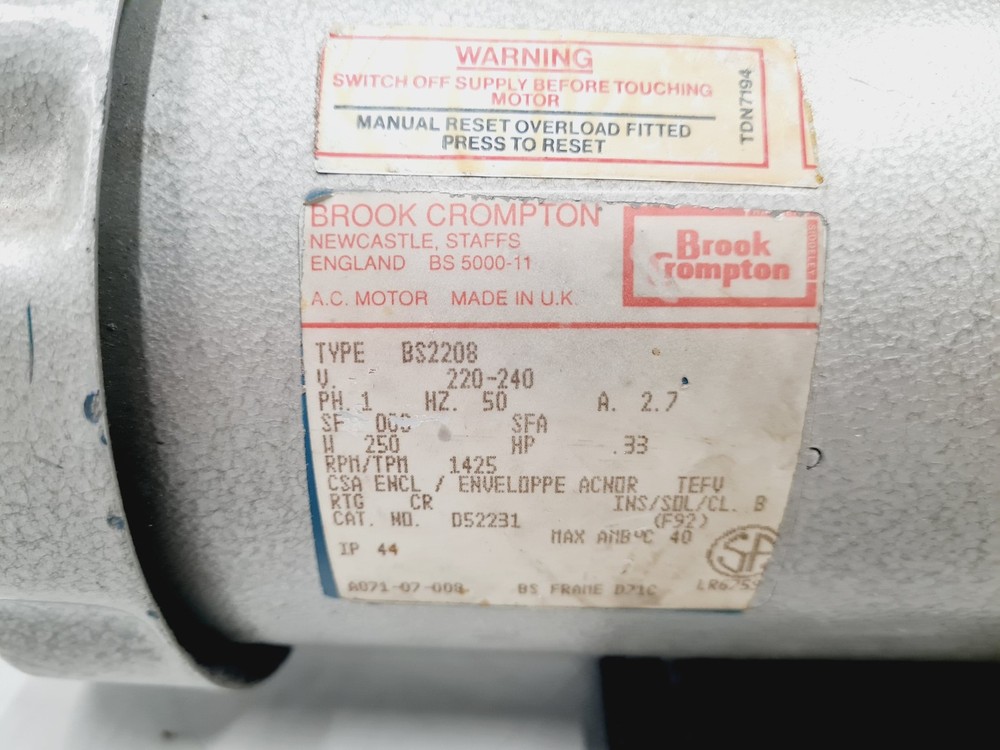 WARNING
SWITCH OFF SUPPLY BEFORE TOUCHING
MOTOR
MANUAL RESET OVERLOAD FITTED
PRESS TO RESET
TDN7194
BROOK CROMPTON
NEWCASTLE, STAFFS
ENGLAND BS 5000-11
A.C. MOTOR MADE IN U.K.
Brook
Crompton
TYPE BS2208
V. 220-240
PH. 1 HZ. 50 A. 2.7
SF SFA
W 250 HP .33
RPM/TPM 1425
CSA ENCL / ENVELOPPE ACNOR TEFV
RTG CR INS/SOL/CL. B
CAT. NO. D52231 (F92)
MAX AMB°C 40
IP 44
A071-07-008 BS FRAME D71C